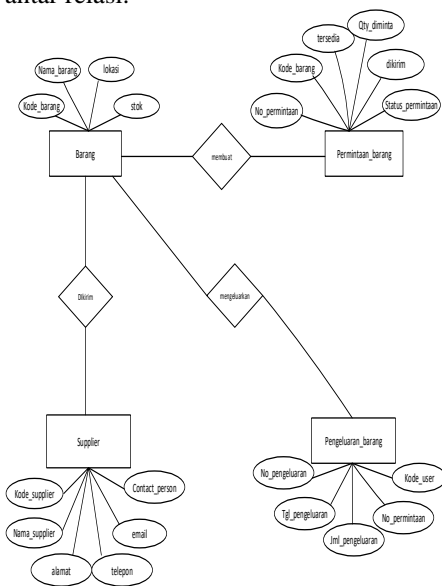 antar relasi.
Qty_diminta
tersedia
Nama_barang
lokasi
Kode_barang
dikirim
Kode_barang
stok
No_permintaan
Status_permintaan
Barang
membuat
Permintaan_barang
Dikirim
mengeluarkan
Supplier
Pengeluaran_barang
No_pengeluaran
Kode_user
Kode_supplier
Contact_person
Tgl_pengeluaran
No_permintaan
Nama_supplier
email
Jml_pengeluaran
alamat
telepon